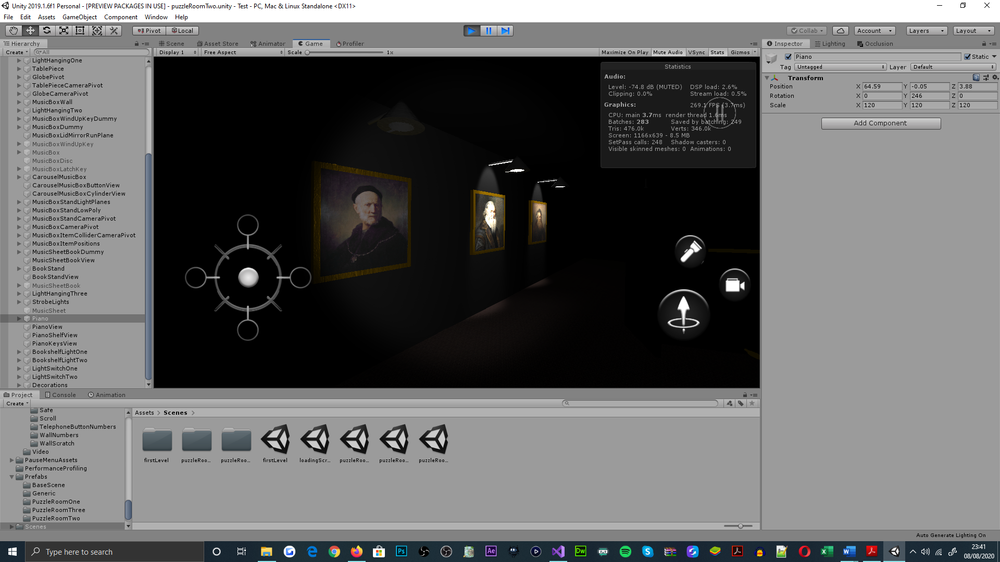 Unity 2019.1.6f1 Personal - [PREVIEW PACKAGES IN USE] - puzzleRoomTwo.unity - Test - PC, Mac & Linux Standalone <DX11>
File Edit Assets GameObject Component Window Help
Pivot Local Collab Account Layers Layout
Hierarchy
Create All
LightHangingOne
TablePiece
GlobePivot
TablePieceCameraPivot
GlobeCameraPivot
MusicBoxWall
LightHangingTwo
MusicBoxWindUpKeyDummy
MusicBoxDummy
MusicBoxLidMirrorRunPlane
MusicBoxWindUpKey
MusicBox
MusicBoxDisc
MusicBoxLatchKey
CarouselMusicBox
CarouselMusicBoxButtonView
CarouselMusicBoxCylinderView
MusicBoxStandLightPlanes
MusicBoxStandLowPoly
MusicBoxStandCameraPivot
MusicBoxCameraPivot
MusicBoxItemColliderCameraPivot
MusicBoxItemPositions
MusicSheetBookDummy
MusicSheetBookView
BookStand
BookStandView
MusicSheetBook
LightHangingThree
StrobeLights
MusicSheet
Piano
PianoView
PianoShelfView
PianoKeysView
BookshelfLightOne
BookshelfLightTwo
LightSwitchOne
LightSwitchTwo
Decorations
Scene Asset Store Animator Game Profiler
Display 1 Free Aspect Scale 1x Maximize On Play Mute Audio VSync Stats Gizmos
Statistics
Audio:
Level: -74.8 dB (MUTED) DSP load: 2.6%
Clipping: 0.0% Stream load: 0.5%
Graphics: 269.1 FPS (3.7ms)
CPU: main 3.7ms render thread 1.6ms
Batches: 283 Saved by batching: 249
Tris: 476.0k Verts: 346.0k
Screen: 1166x639 - 8.5 MB
SetPass calls: 248 Shadow casters: 0
Visible skinned meshes: 0 Animations: 0
Inspector Lighting Occlusion
Piano Static
Tag Untagged Layer Default
Transform
Position X 64.59 Y -0.05 Z 3.88
Rotation X 0 Y 246 Z 0
Scale X 120 Y 120 Z 120
Add Component
Project Console Animation
Create
Safe
Scroll
TelephoneButtonNumbers
WallNumbers
WallScratch
Video
PauseMenuAssets
PerformanceProfiling
Prefabs
BaseScene
Generic
PuzzleRoomOne
PuzzleRoomThree
PuzzleRoomTwo
Scenes
Assets > Scenes >
firstLevel puzzleRoo... puzzleRoo... firstLevel loadingScr... puzzleRoo... puzzleRoo... puzzleRoo...
Auto Generate Lighting On
Type here to search
Ps
Ae
Dw
23:41
08/08/2020